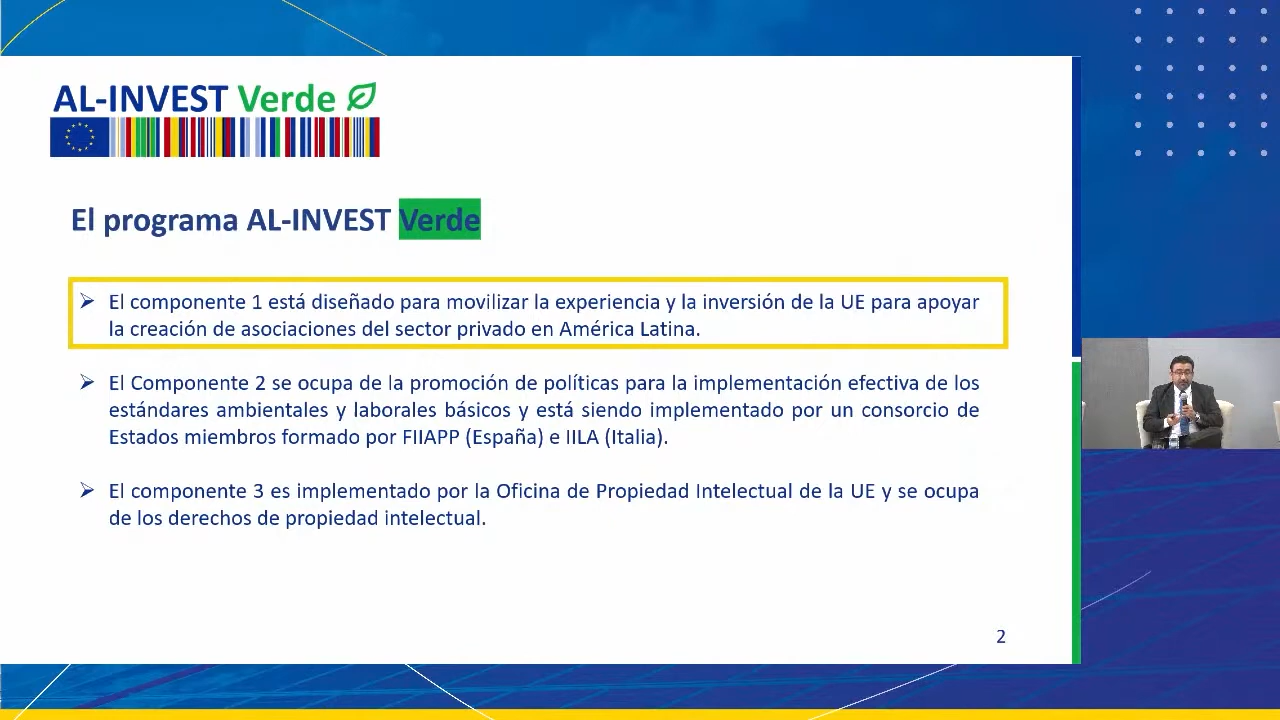 AL-INVEST Verde
El programa AL-INVEST Verde
➢ El componente 1 está diseñado para movilizar la experiencia y la inversión de la UE para apoyar
la creación de asociaciones del sector privado en América Latina.
➢ El Componente 2 se ocupa de la promoción de políticas para la implementación efectiva de los
estándares ambientales y laborales básicos y está siendo implementado por un consorcio de
Estados miembros formado por FIIAPP (España) e IILA (Italia).
➢ El componente 3 es implementado por la Oficina de Propiedad Intelectual de la UE y se ocupa
de los derechos de propiedad intelectual.
2